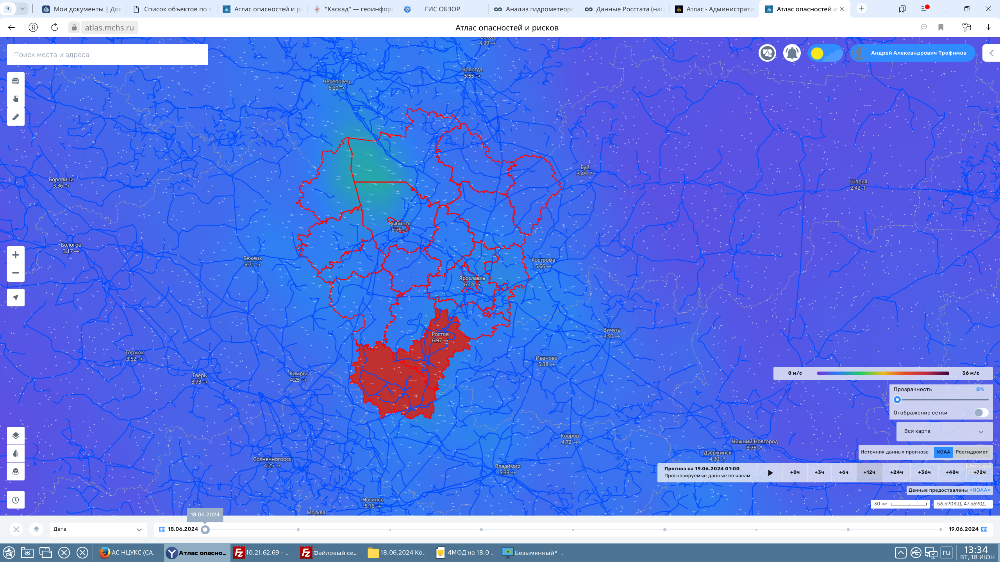 9
Мои документы | Док
Список объектов по з
Атлас опасностей и ри
"Каскад" — геоинформ
ГИС ОБЗОР
Анализ гидрометеоро
Данные Росстата (нас
Атлас - Администрати
Атлас опасностей и
atlas.mchs.ru
Атлас опасностей и рисков
Поиск места и адреса
Андрей Александрович Трофимов
Сокол
4.99 →
Вологда
5.55 →
Череповец
6.20 →
Буй
3.49 ↗
Боровичи
3.36 →
Шарья
2.42 ↑
Рыбинск
5.76 →
Бологое
3.17 →
Бежецк
5.71 →
Кострома
5.66 →
Ярославль
6.14 →
Вичуга
4.93 →
Ростов
6.97 →
Торжок
3.52 →
Иваново
5.38 →
Тверь
3.73 →
Кимры
4.25 →
0 м/с
36 м/с
Прозрачность
0%
Отображение сетки
Вся карта
Ковров
4.72 →
Нижний Новгород
3.75 ↗
Дзержинск
4.30 ↗
Источник данных прогноза
NOAA
Росгидромет
Солнечногорск
4.25 →
Владимир
5.33 →
Чебоксары
Прогноз на 19.06.2024 01:00
Прогнозируемые данные по часам
+0ч
+3ч
+6ч
+12ч
+24ч
+36ч
+48ч
+72ч
Данные предоставлены «NOAA»
Ногинск
5.16 →
30 км
56.5903Ш, 47.5690Д
Москва
18.06.2024
Дата
18.06.2024
19.06.2024
АС НЦУКС (СА...
Атлас опасно...
10.21.62.69 - ...
Файловый се...
18.06.2024 Ко...
4МОД на 18.0...
Безымянный* ...
ru
13:34
ВТ, 18 ИЮН